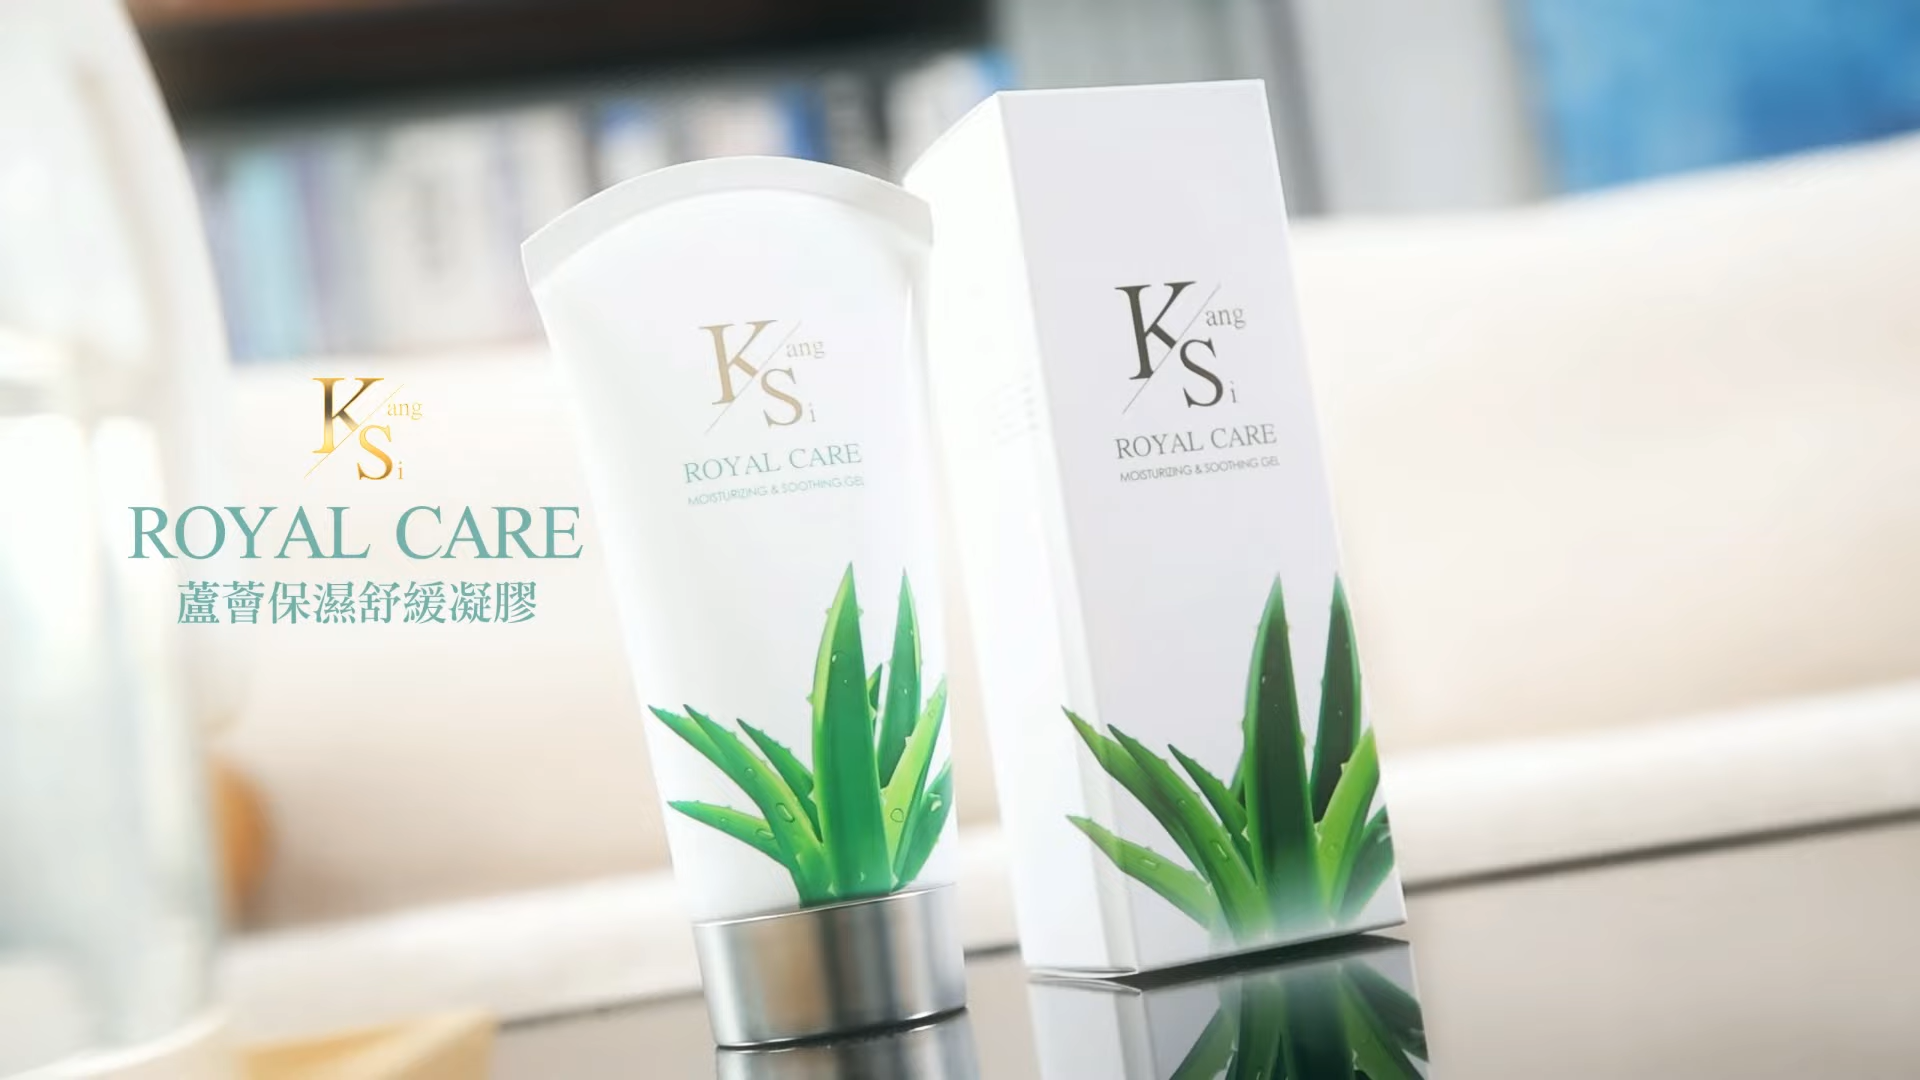 Kang
Si
ROYAL CARE
蘆薈保濕舒緩凝膠
Kang
Si
ROYAL CARE
MOISTURIZING & SOOTHING GEL
Kang
Si
ROYAL CARE
MOISTURIZING & SOOTHING GEL